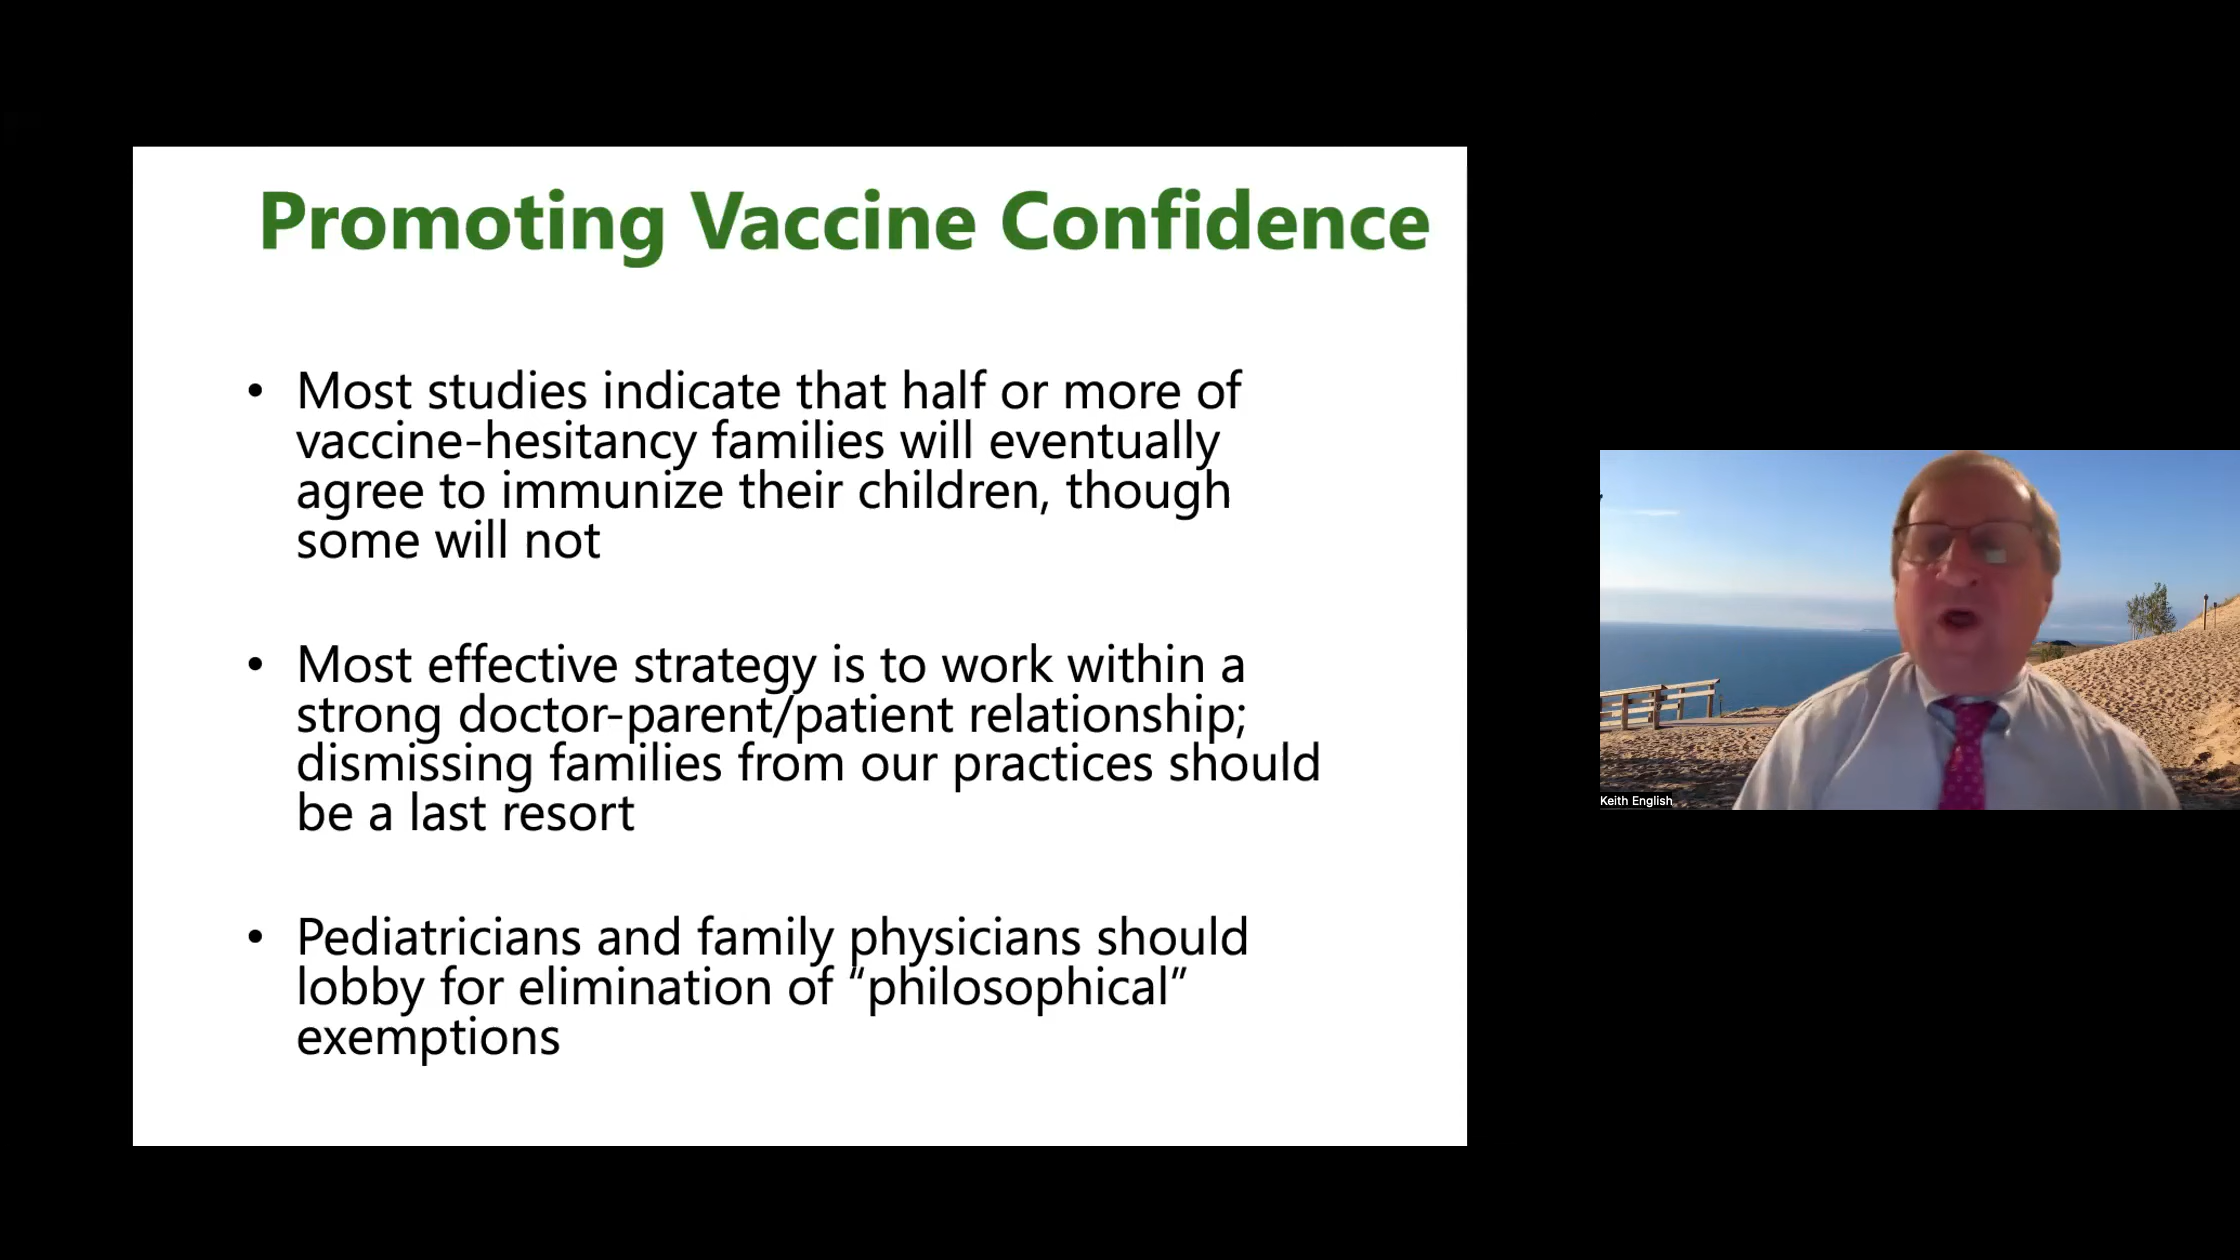 Promoting Vaccine Confidence
• Most studies indicate that half or more of
vaccine-hesitancy families will eventually
agree to immunize their children, though
some will not
• Most effective strategy is to work within a
strong doctor-parent/patient relationship;
dismissing families from our practices should
be a last resort
• Pediatricians and family physicians should
lobby for elimination of “philosophical”
exemptions
Keith English